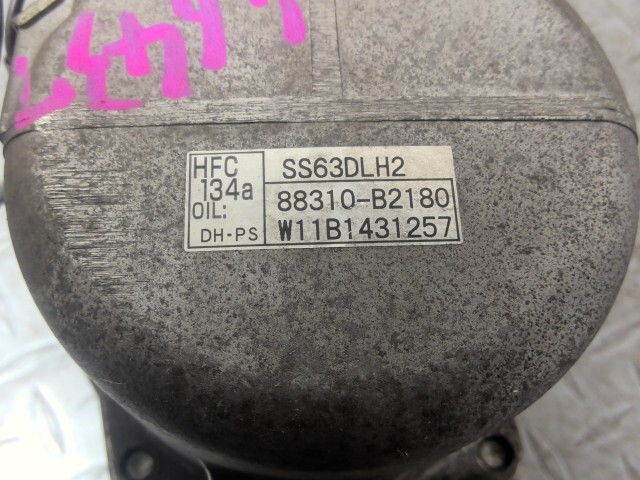 HFC
134a
OIL:
DH-PS
SS63DLH2
88310-B2180
W11B1431257